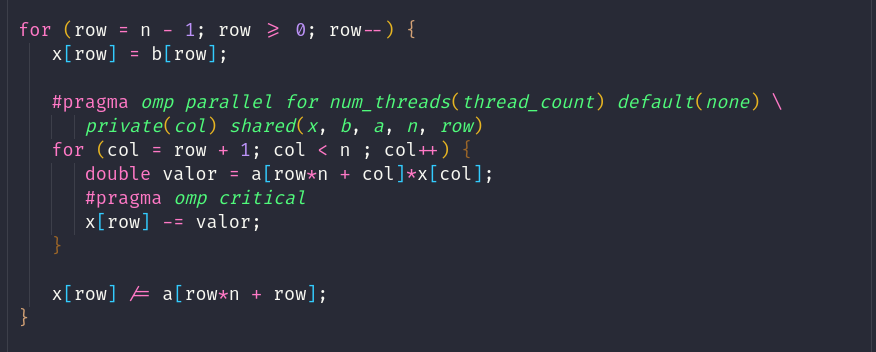 for (row = n - 1; row >= 0; row--) {
x[row] = b[row];
#pragma omp parallel for num_threads(thread_count) default(none) \
private(col) shared(x, b, a, n, row)
for (col = row + 1; col < n ; col++) {
double valor = a[row*n + col]*x[col];
#pragma omp critical
x[row] -= valor;
}
x[row] /= a[row*n + row];
}